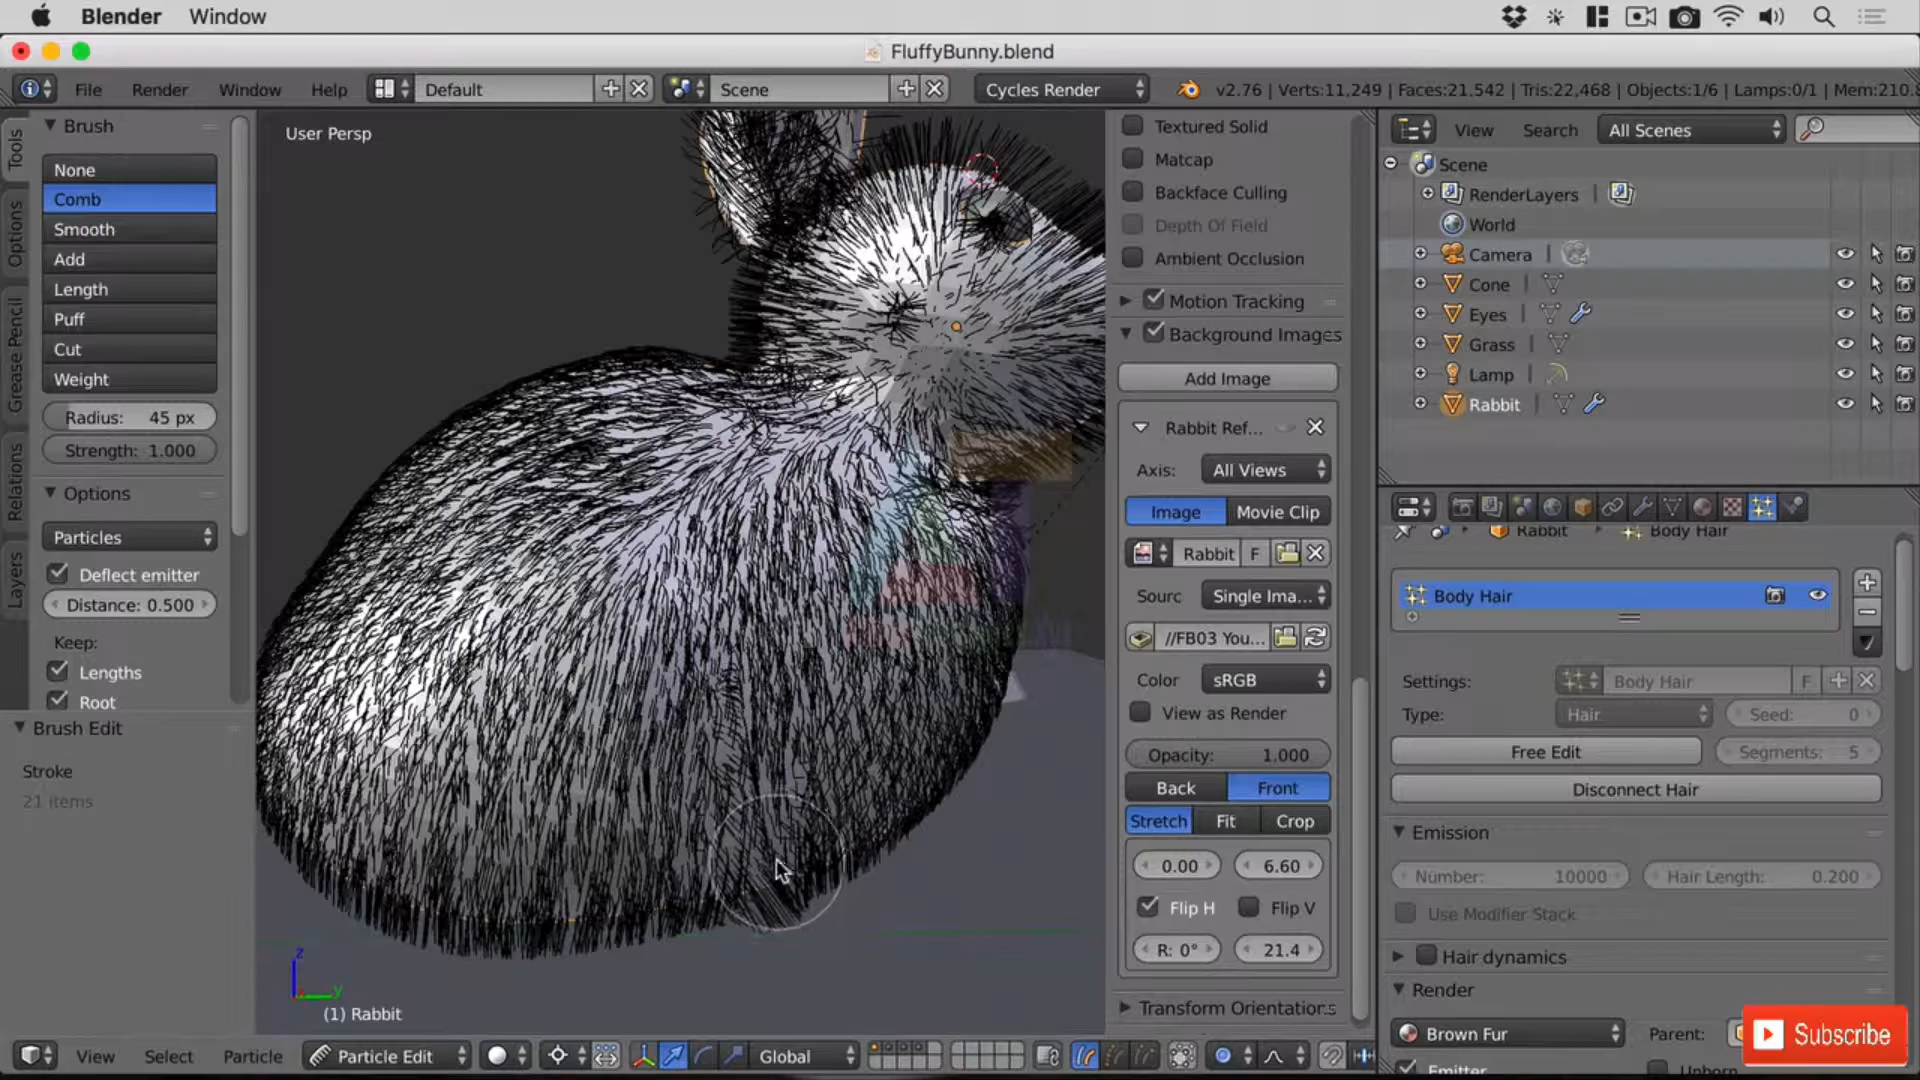 Blender Window
FluffyBunny.blend
File Render Window Help Default Scene Cycles Render v2.76 | Verts:11,249 | Faces:21,542 | Tris:22,468 | Objects:1/6 | Lamps:0/1 | Mem:210.8
Tools
Options
Grease Pencil
Relations
Layers
Brush
None
Comb
Smooth
Add
Length
Puff
Cut
Weight
Radius: 45 px
Strength: 1.000
Options
Particles
Deflect emitter
Distance: 0.500
Keep:
Lengths
Root
Brush Edit
Stroke
21 items
User Persp
z
y
(1) Rabbit
Textured Solid
Matcap
Backface Culling
Depth Of Field
Ambient Occlusion
Motion Tracking
Background Images
Add Image
Rabbit Ref...
Axis: All Views
Image Movie Clip
Rabbit F
Sourc Single Ima...
//FB03 You...
Color sRGB
View as Render
Opacity: 1.000
Back Front
Stretch Fit Crop
0.00 6.60
Flip H Flip V
R: 0° 21.4
Transform Orientations
View Search All Scenes
Scene
RenderLayers
World
Camera
Cone
Eyes
Grass
Lamp
Rabbit
Rabbit Body Hair
Body Hair
Settings: Body Hair F
Type: Hair Seed: 0
Free Edit Segments: 5
Disconnect Hair
Emission
Number: 10000 Hair Length: 0.200
Use Modifier Stack
Hair dynamics
Render
Brown Fur Parent:
Emitter Unborn
Subscribe
View Select Particle Particle Edit Global